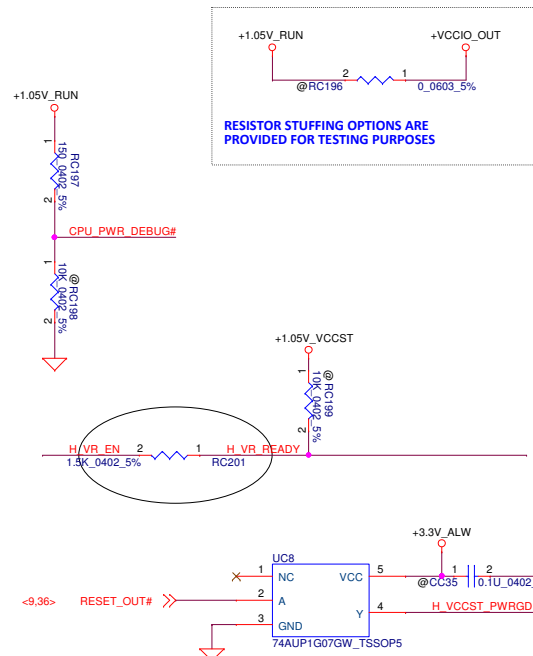 +1.05V_RUN
+VCCIO_OUT
2
1
@RC196
0_0603_5%
RESISTOR STUFFING OPTIONS ARE
PROVIDED FOR TESTING PURPOSES
+1.05V_RUN
1
RC197
150_0402_5%
2
CPU_PWR_DEBUG#
1
@RC198
10K_0402_5%
2
+1.05V_VCCST
1
@RC199
10K_0402_5%
2
H_VR_EN
2
1
H_VR_READY
1.5K_0402_5%
RC201
+3.3V_ALW
UC8
1
NC
VCC
5
@CC35
1
2
0.1U_0402_
<9,36>
RESET_OUT#
2
A
3
GND
Y
4
H_VCCST_PWRGD
74AUP1G07GW_TSSOP5